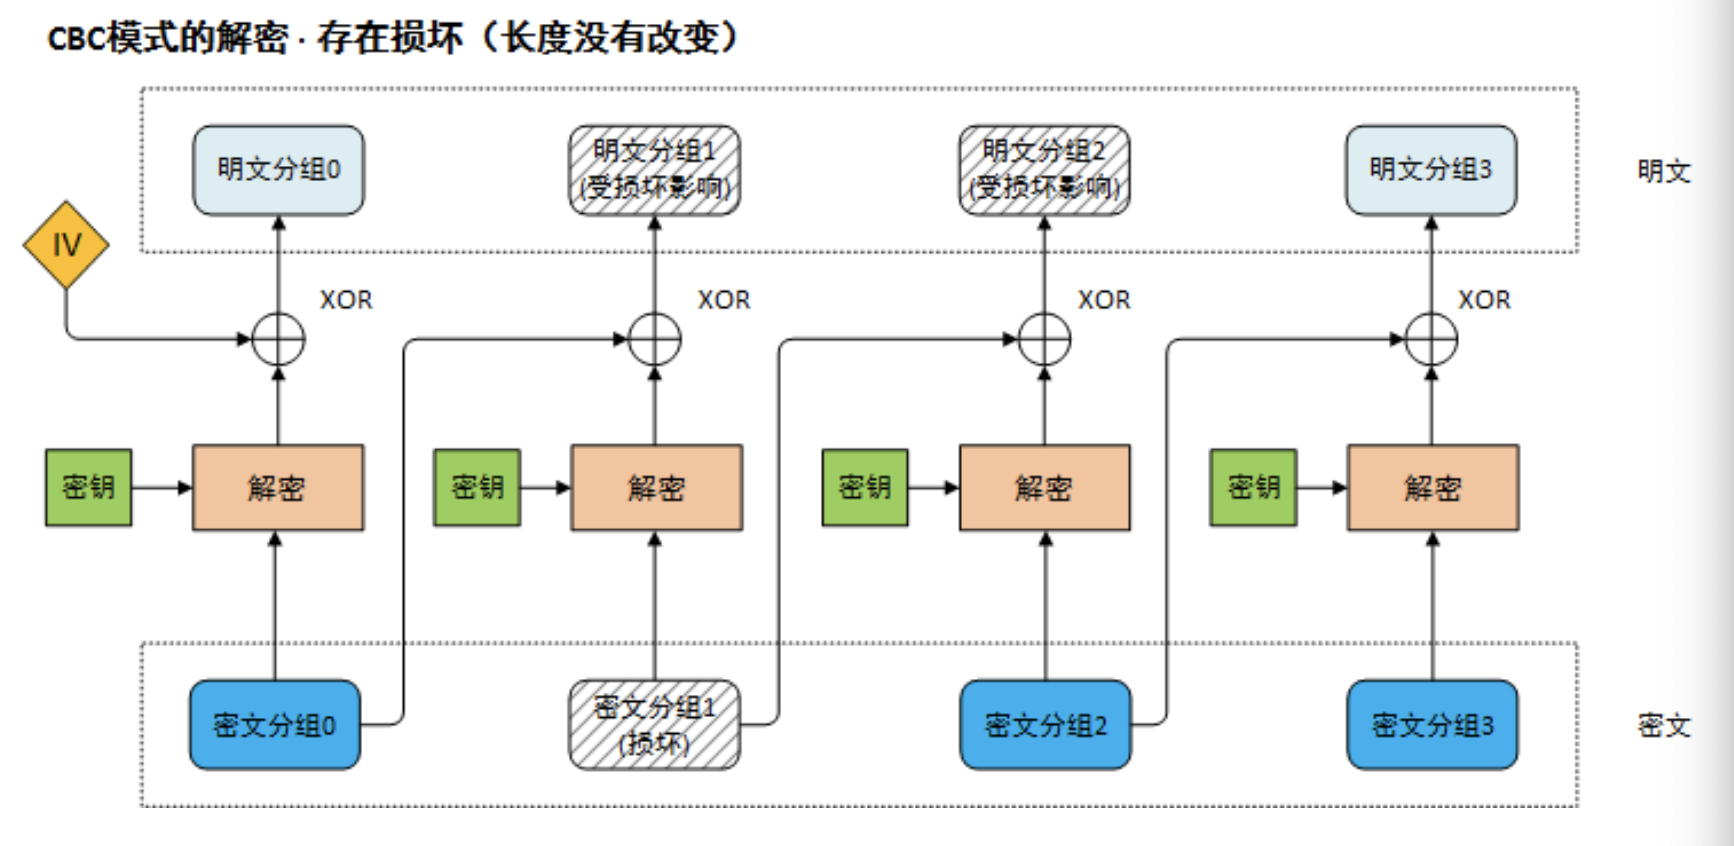 CBC模式的解密 · 存在损坏（长度没有改变）
明文分组0
明文分组1
(受损坏影响)
明文分组2
(受损坏影响)
明文分组3
明文
IV
XOR
XOR
XOR
XOR
密钥
解密
密钥
解密
密钥
解密
密钥
解密
密文分组0
密文分组1
(损坏)
密文分组2
密文分组3
密文